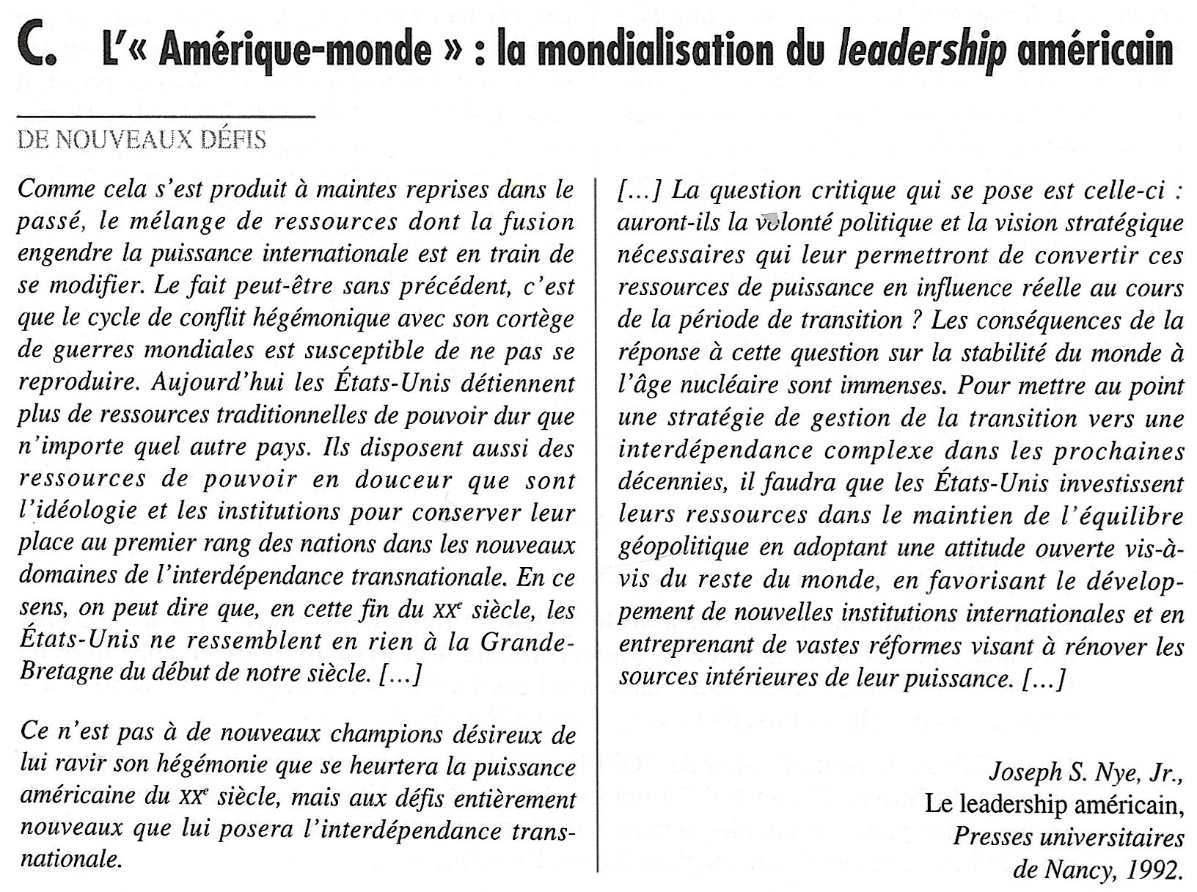 C. L'« Amérique-monde » : la mondialisation du leadership américain
DE NOUVEAUX DÉFIS
Comme cela s'est produit à maintes reprises dans le
passé, le mélange de ressources dont la fusion
engendre la puissance internationale est en train de
se modifier. Le fait peut-être sans précédent, c'est
que le cycle de conflit hégémonique avec son cortège
de guerres mondiales est susceptible de ne pas se
reproduire. Aujourd'hui les États-Unis détiennent
plus de ressources traditionnelles de pouvoir dur que
n'importe quel autre pays. Ils disposent aussi des
ressources de pouvoir en douceur que sont
l'idéologie et les institutions pour conserver leur
place au premier rang des nations dans les nouveaux
domaines de l'interdépendance transnationale. En ce
sens, on peut dire que, en cette fin du XXe siècle, les
États-Unis ne ressemblent en rien à la Grande-
Bretagne du début de notre siècle. [...]
Ce n'est pas à de nouveaux champions désireux de
lui ravir son hégémonie que se heurtera la puissance
américaine du XXe siècle, mais aux défis entièrement
nouveaux que lui posera l'interdépendance trans-
nationale.
[...] La question critique qui se pose est celle-ci :
auront-ils la volonté politique et la vision stratégique
nécessaires qui leur permettront de convertir ces
ressources de puissance en influence réelle au cours
de la période de transition ? Les conséquences de la
réponse à cette question sur la stabilité du monde à
l'âge nucléaire sont immenses. Pour mettre au point
une stratégie de gestion de la transition vers une
interdépendance complexe dans les prochaines
décennies, il faudra que les États-Unis investissent
leurs ressources dans le maintien de l'équilibre
géopolitique en adoptant une attitude ouverte vis-à-
vis du reste du monde, en favorisant le dévelop-
pement de nouvelles institutions internationales et en
entreprenant de vastes réformes visant à rénover les
sources intérieures de leur puissance. [...]
Joseph S. Nye, Jr.,
Le leadership américain,
Presses universitaires
de Nancy, 1992.